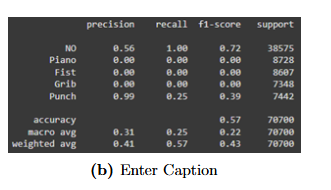 precision recall f1-score support
NO 0.56 1.00 0.72 38575
Piano 0.00 0.00 0.00 8728
Fist 0.00 0.00 0.00 8607
Grib 0.00 0.00 0.00 7348
Punch 0.99 0.25 0.39 7442
accuracy 0.57 70700
macro avg 0.31 0.25 0.22 70700
weighted avg 0.41 0.57 0.43 70700
(b) Enter Caption